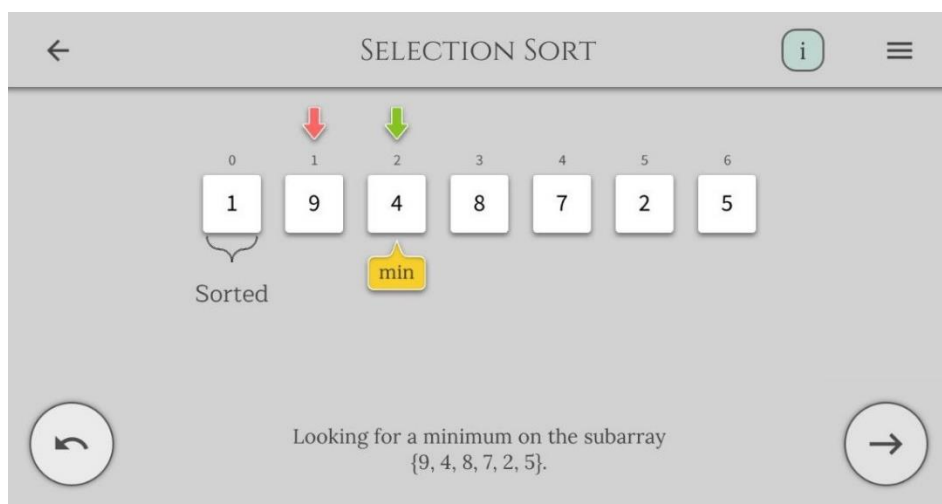 SELECTION SORT
i
0 1 2 3 4 5 6
1 9 4 8 7 2 5
min
Sorted
Looking for a minimum on the subarray
{9, 4, 8, 7, 2, 5}.